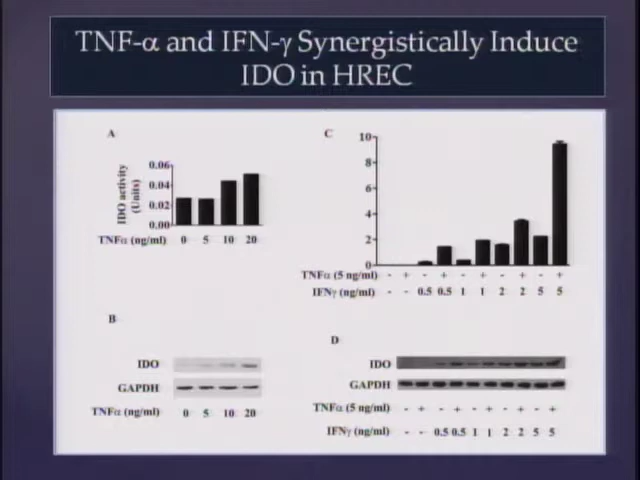 TNF-α and IFN-γ Synergistically Induce
IDO in HREC
A
IDO activity
(Units)
0.06
0.04
0.02
0.00
TNFα (ng/ml) 0 5 10 20
B
IDO
GAPDH
TNFα (ng/ml) 0 5 10 20
C
10
8
6
4
2
0
TNFα (5 ng/ml) - + - + - + - + - +
IFNγ (ng/ml) - - 0.5 0.5 1 1 2 2 5 5
D
IDO
GAPDH
TNFα (5 ng/ml) - + - + - + - + - +
IFNγ (ng/ml) - - 0.5 0.5 1 1 2 2 5 5